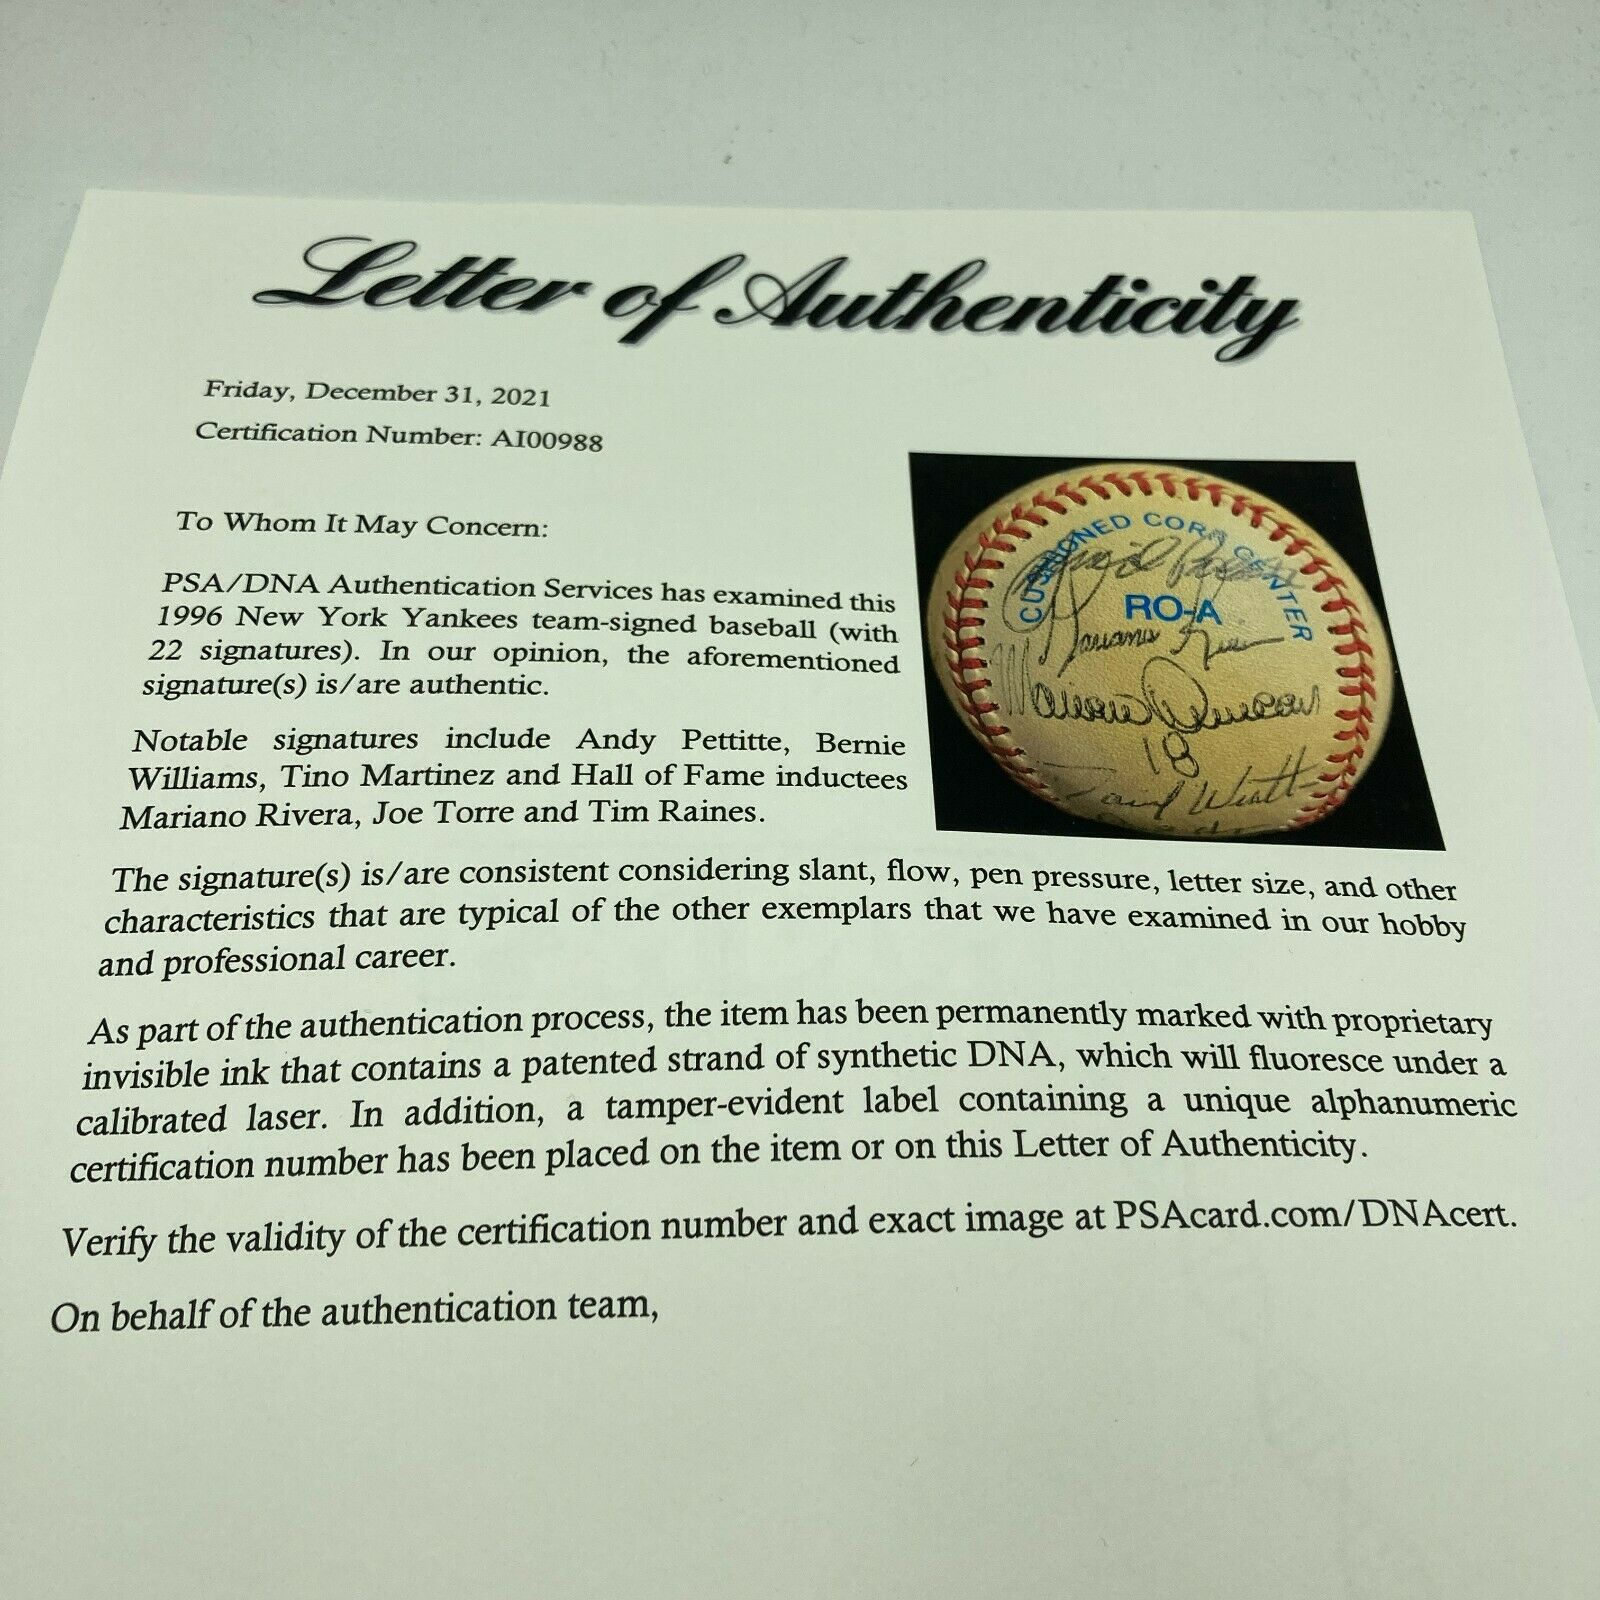 Letter of Authenticity
Friday, December 31, 2021
Certification Number: AI00988
To Whom It May Concern:
PSA/DNA Authentication Services has examined this
1996 New York Yankees team-signed baseball (with
22 signatures). In our opinion, the aforementioned
signature(s) is/are authentic.
Notable signatures include Andy Pettitte, Bernie
Williams, Tino Martinez and Hall of Fame inductees
Mariano Rivera, Joe Torre and Tim Raines.
CUSHIONED CORK CENTER
RO-A
Mariano Rivera
Mariano Duncan
18
The signature(s) is/are consistent considering slant, flow, pen pressure, letter size, and other
characteristics that are typical of the other exemplars that we have examined in our hobby
and professional career.
As part of the authentication process, the item has been permanently marked with proprietary
invisible ink that contains a patented strand of synthetic DNA, which will fluoresce under a
calibrated laser. In addition, a tamper-evident label containing a unique alphanumeric
certification number has been placed on the item or on this Letter of Authenticity.
Verify the validity of the certification number and exact image at PSAcard.com/DNAcert.
On behalf of the authentication team,